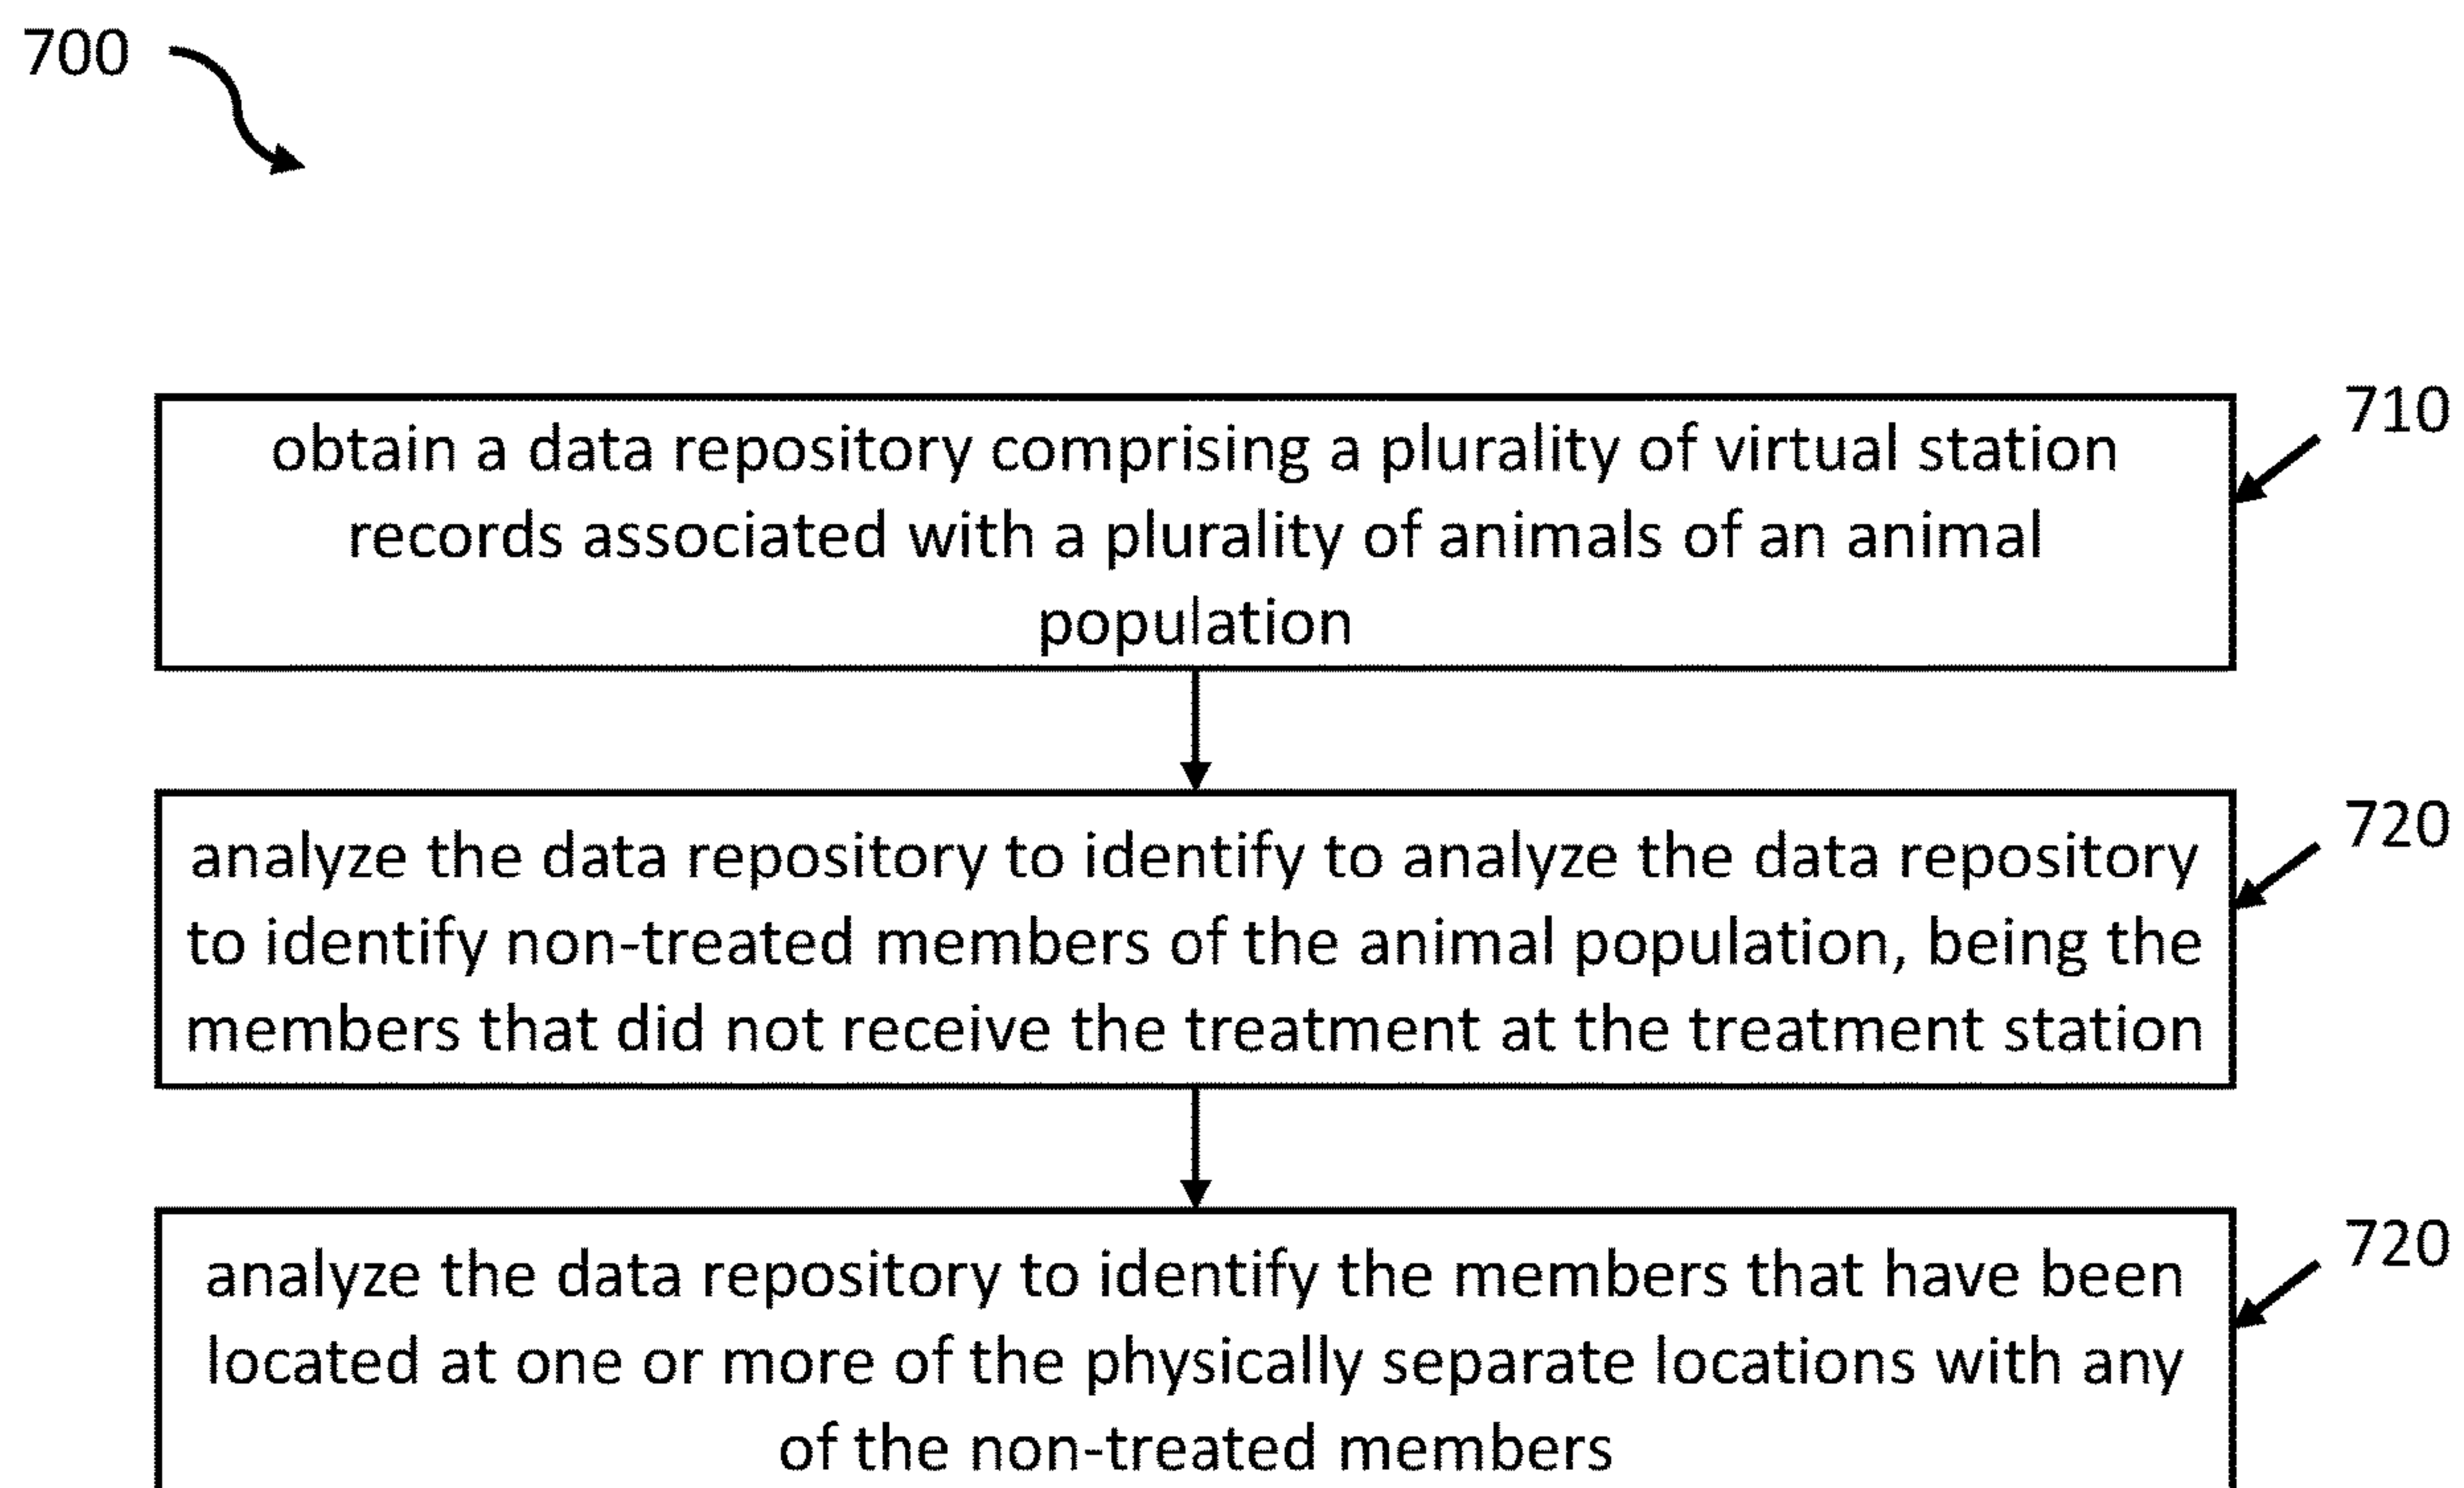 700
710
obtain a data repository comprising a plurality of virtual station
records associated with a plurality of animals of an animal
population
720
analyze the data repository to identify to analyze the data repository
to identify non-treated members of the animal population, being the
members that did not receive the treatment at the treatment station
720
analyze the data repository to identify the members that have been
located at one or more of the physically separate locations with any
of the non-treated members